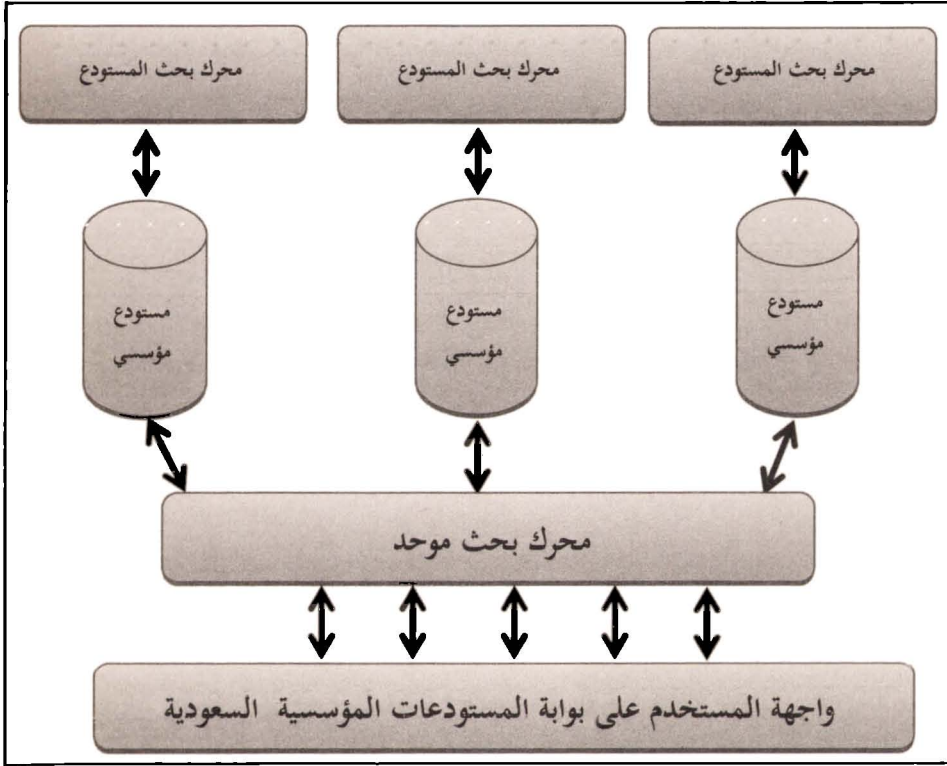 محرك بحث المستودع
محرك بحث المستودع
محرك بحث المستودع
مستودع
مؤسسي
مستودع
مؤسسي
مستودع
مؤسسي
محرك بحث موحد
واجهة المستخدم على بوابة المستودعات المؤسسية السعودية